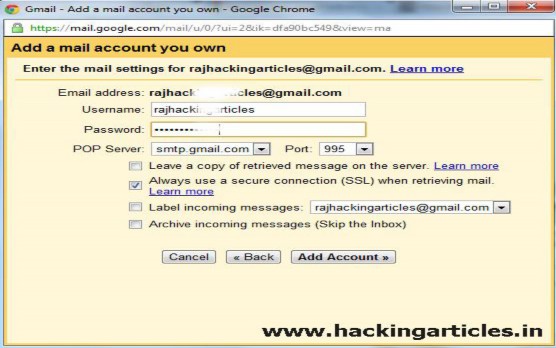 Gmail - Add a mail account you own - Google Chrome
https://mail.google.com/mail/u/0/?ui=2&ik=dfa90bc549&view=ma
Add a mail account you own
Enter the mail settings for rajhackingarticles@gmail.com. Learn more
Email address: rajhack icles@gmail.com
Username: rajhacki rticles
Password: •••••••••
POP Server: smtp.gmail.com Port: 995
Leave a copy of retrieved message on the server. Learn more
Always use a secure connection (SSL) when retrieving mail.
Learn more
Label incoming messages: rajhackingarticles@gmail.com
Archive incoming messages (Skip the Inbox)
Cancel « Back Add Account »
www.hackingarticles.in